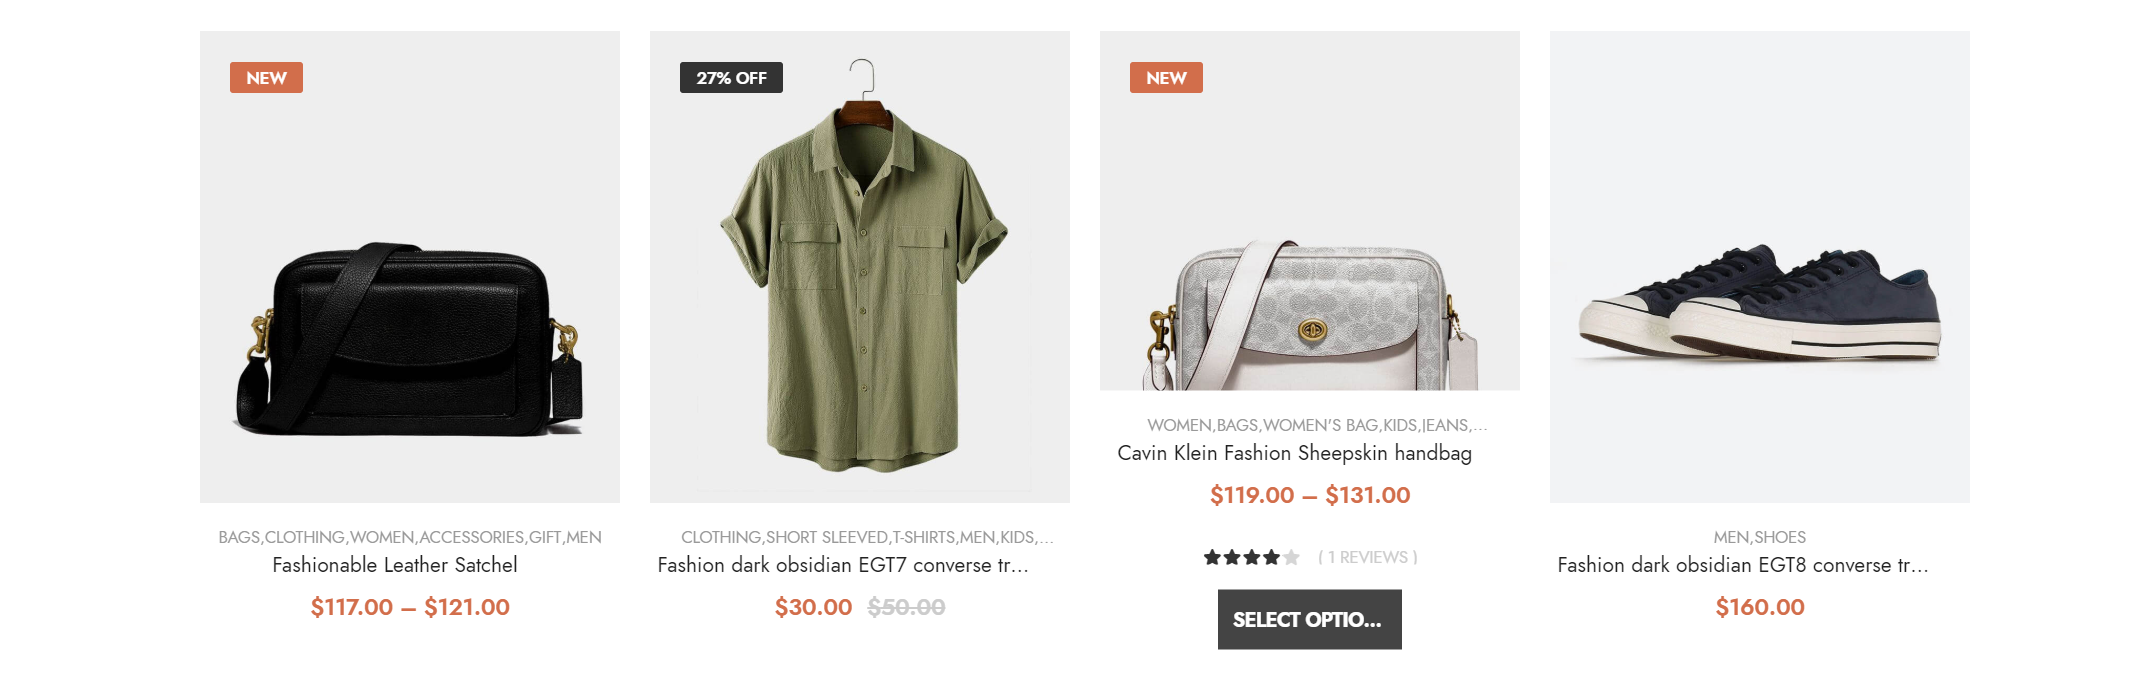 NEW
BAGS,CLOTHING,WOMEN,ACCESSORIES,GIFT,MEN
Fashionable Leather Satchel
$117.00 – $121.00
27% OFF
CLOTHING,SHORT SLEEVED,T-SHIRTS,MEN,KIDS,...
Fashion dark obsidian EGT7 converse tr...
$30.00 $50.00
NEW
WOMEN,BAGS,WOMEN'S BAG,KIDS,JEANS,...
Cavin Klein Fashion Sheepskin handbag
$119.00 – $131.00
( 1 REVIEWS )
SELECT OPTIO...
MEN,SHOES
Fashion dark obsidian EGT8 converse tr...
$160.00